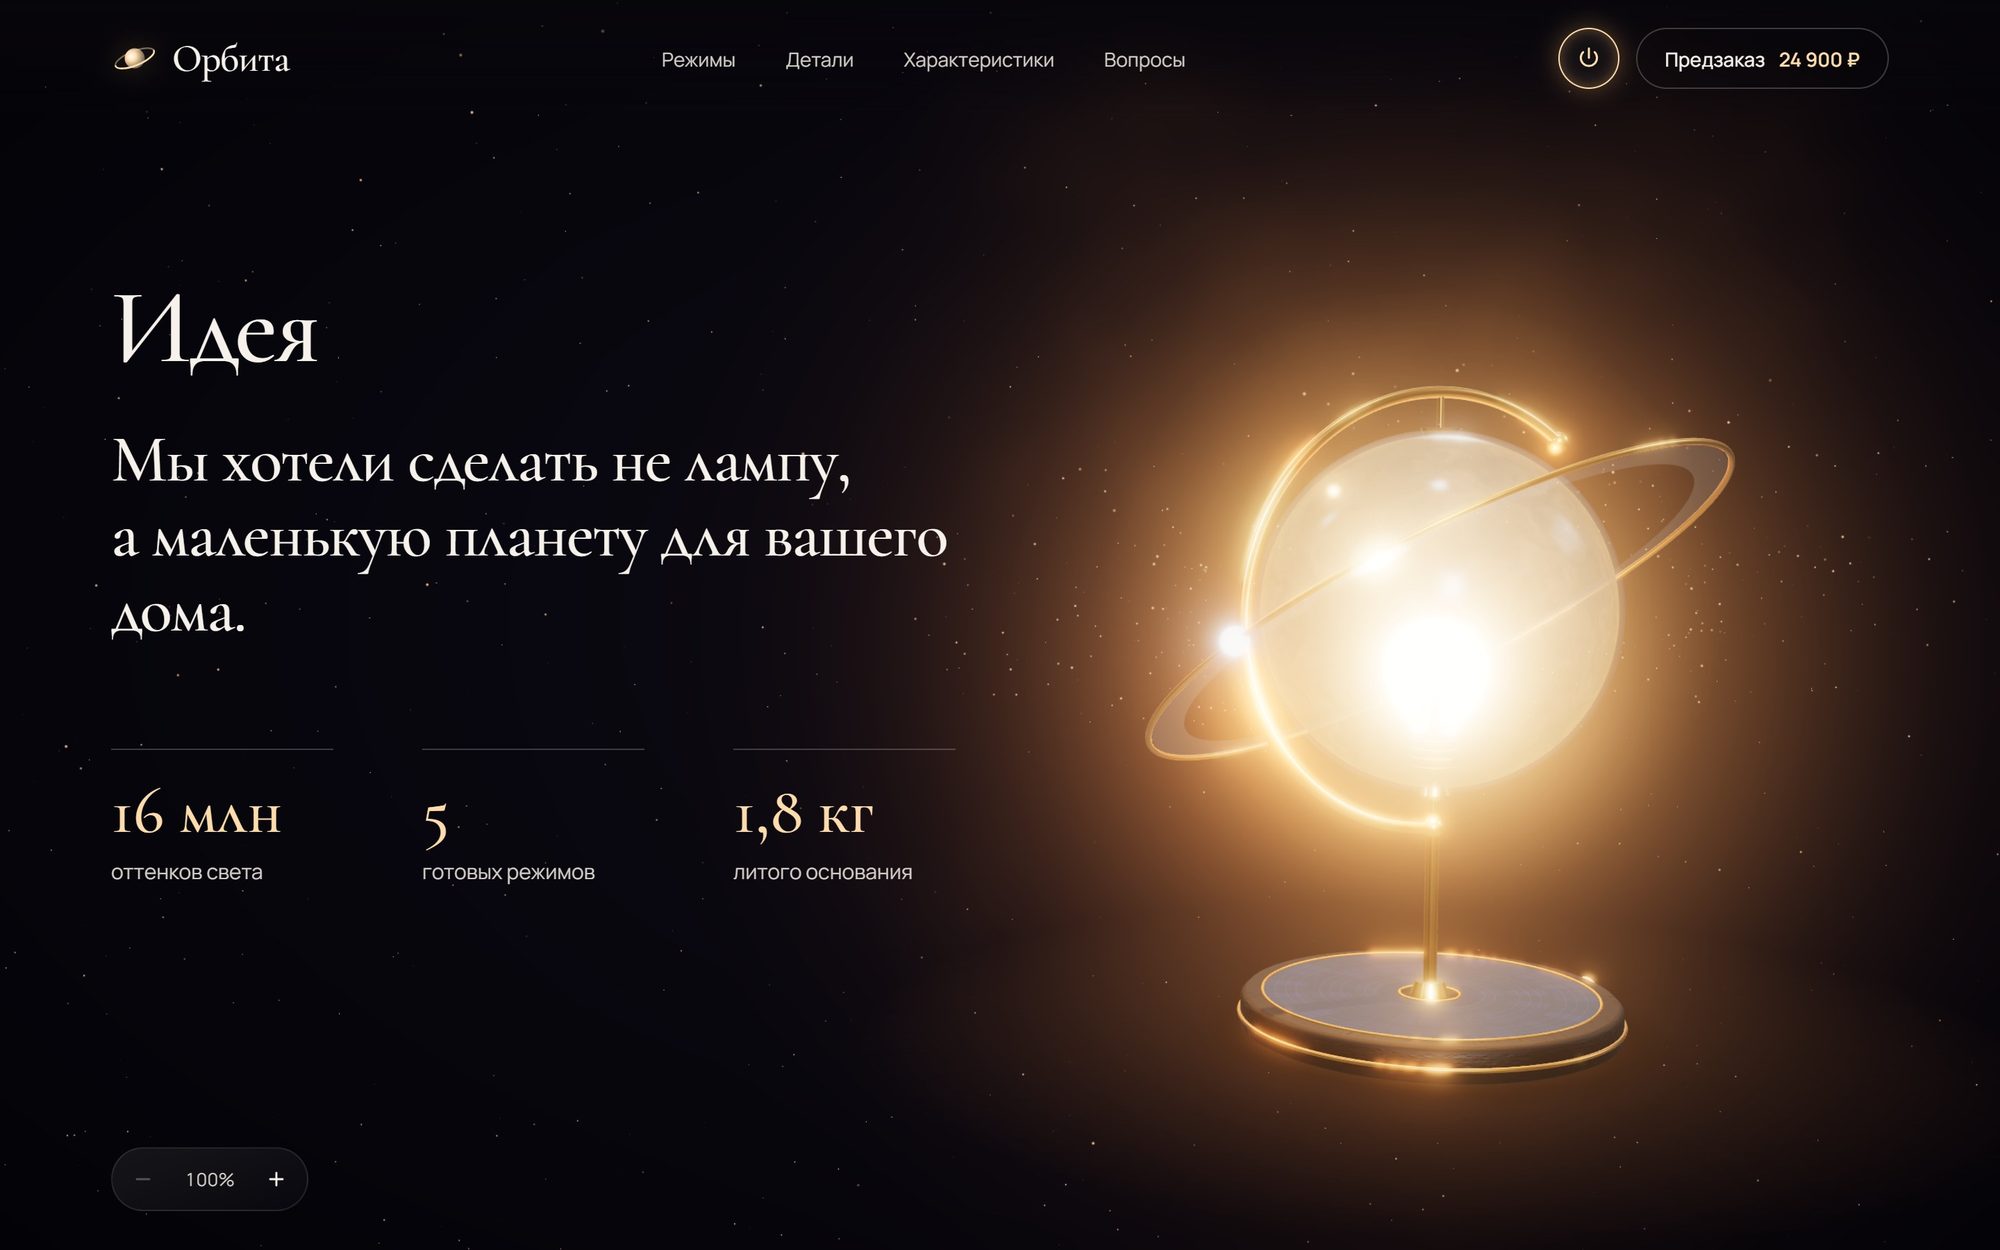 Орбита
Режимы
Детали
Характеристики
Вопросы
Предзаказ 24 900 ₽
Идея
Мы хотели сделать не лампу,
а маленькую планету для вашего
дома.
16 млн
оттенков света
5
готовых режимов
1,8 кг
литого основания
− 100% +